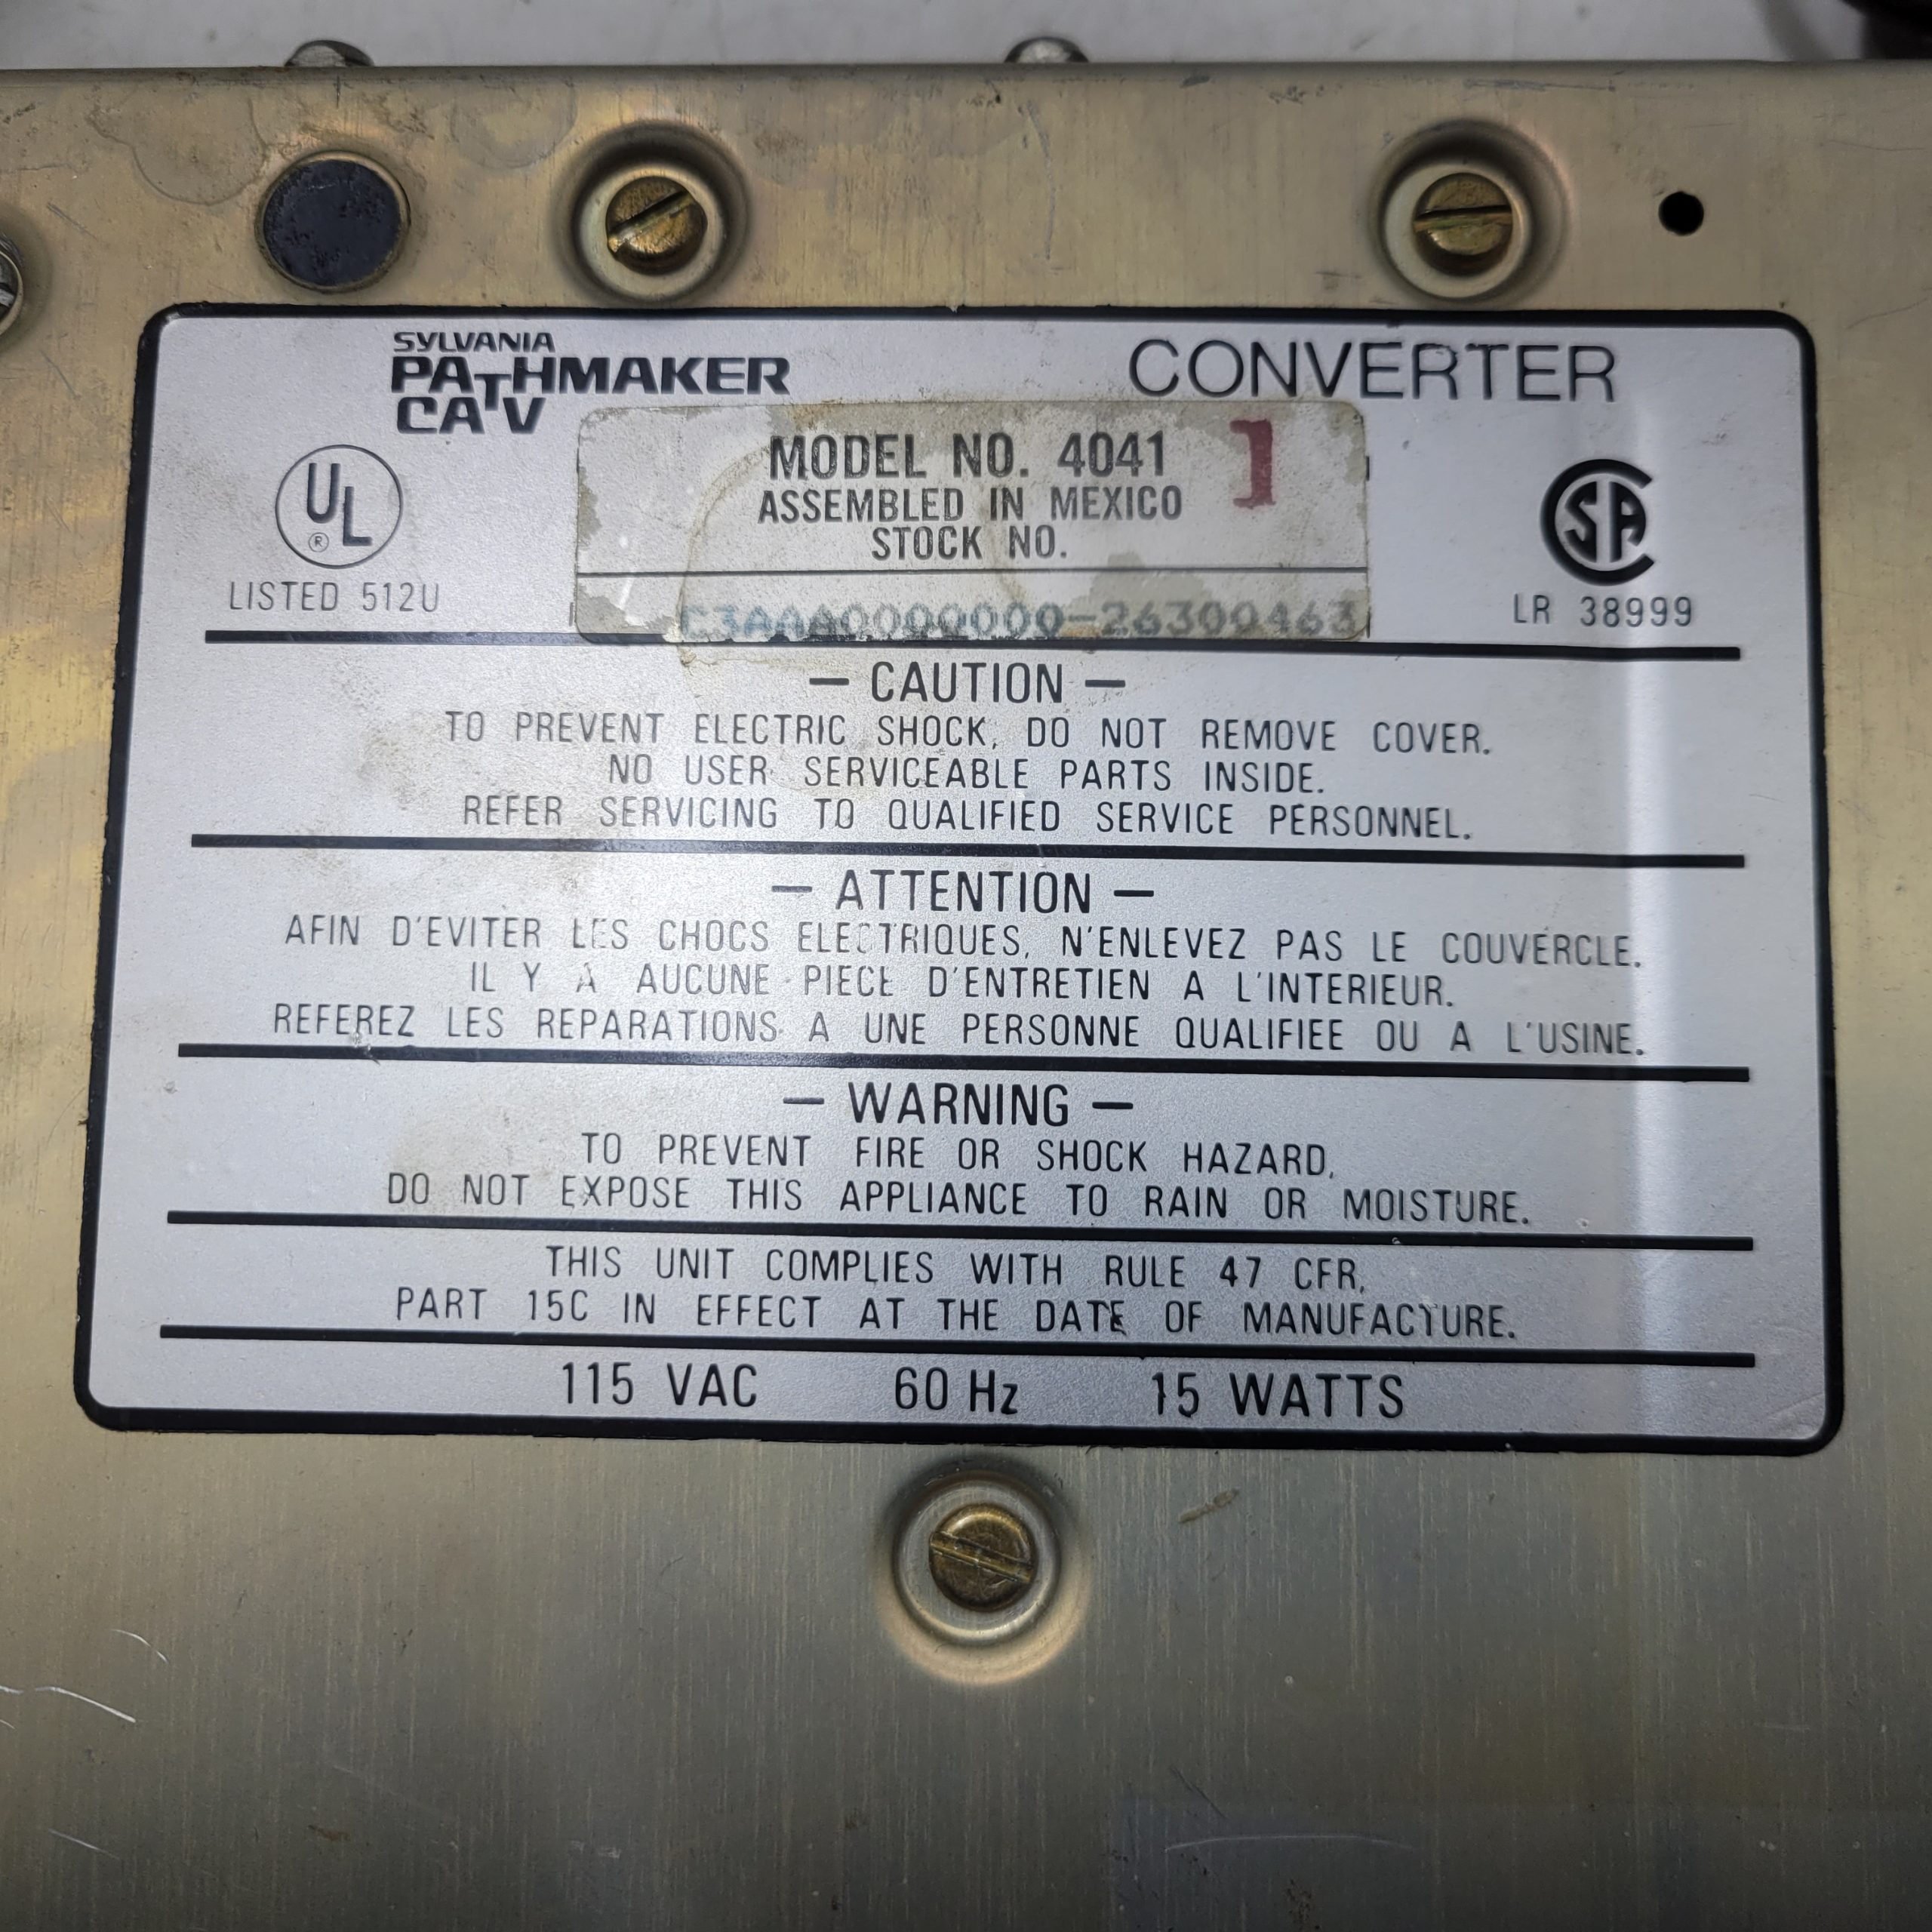 SYLVANIA
PATHMAKER
CATV
CONVERTER
UL
®
LISTED 512U
MODEL NO. 4041
ASSEMBLED IN MEXICO
STOCK NO.
C3AAA0000000-26300463
]
SA
LR 38999
— CAUTION —
TO PREVENT ELECTRIC SHOCK, DO NOT REMOVE COVER.
NO USER SERVICEABLE PARTS INSIDE.
REFER SERVICING TO QUALIFIED SERVICE PERSONNEL.
— ATTENTION —
AFIN D'EVITER LES CHOCS ELECTRIQUES, N'ENLEVEZ PAS LE COUVERCLE.
IL Y A AUCUNE PIECE D'ENTRETIEN A L'INTERIEUR.
REFEREZ LES REPARATIONS A UNE PERSONNE QUALIFIEE OU A L'USINE.
— WARNING —
TO PREVENT FIRE OR SHOCK HAZARD,
DO NOT EXPOSE THIS APPLIANCE TO RAIN OR MOISTURE.
THIS UNIT COMPLIES WITH RULE 47 CFR,
PART 15C IN EFFECT AT THE DATE OF MANUFACTURE.
115 VAC 60 Hz 15 WATTS